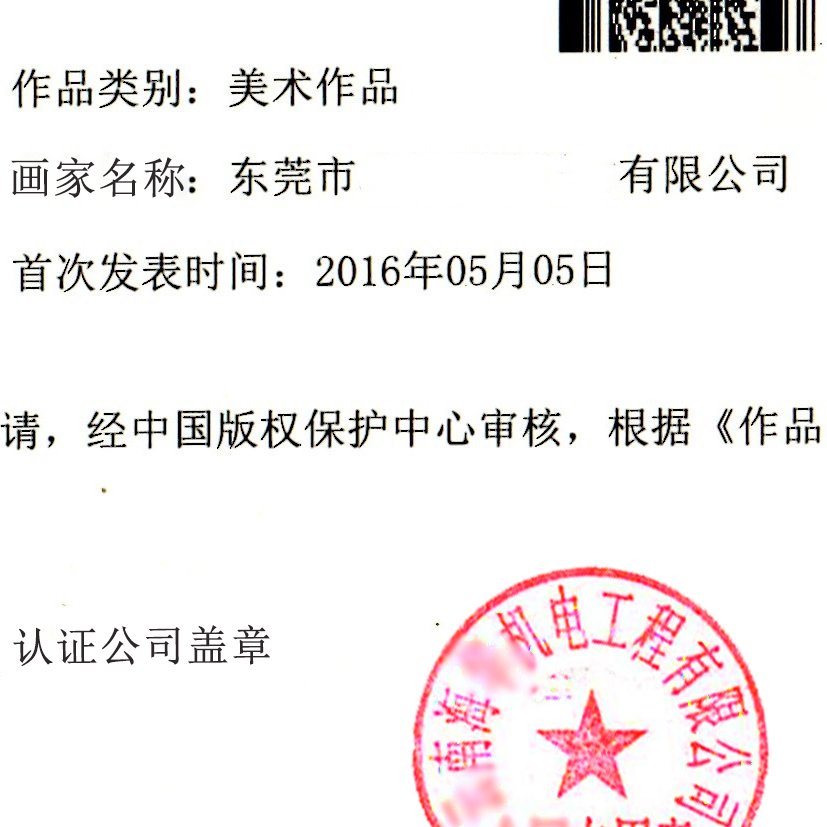 作品类别：美术作品
画家名称：东莞市 有限公司
首次发表时间：2016年05月05日
请，经中国版权保护中心审核，根据《作品
认证公司盖章
南海 机电工程有限公司